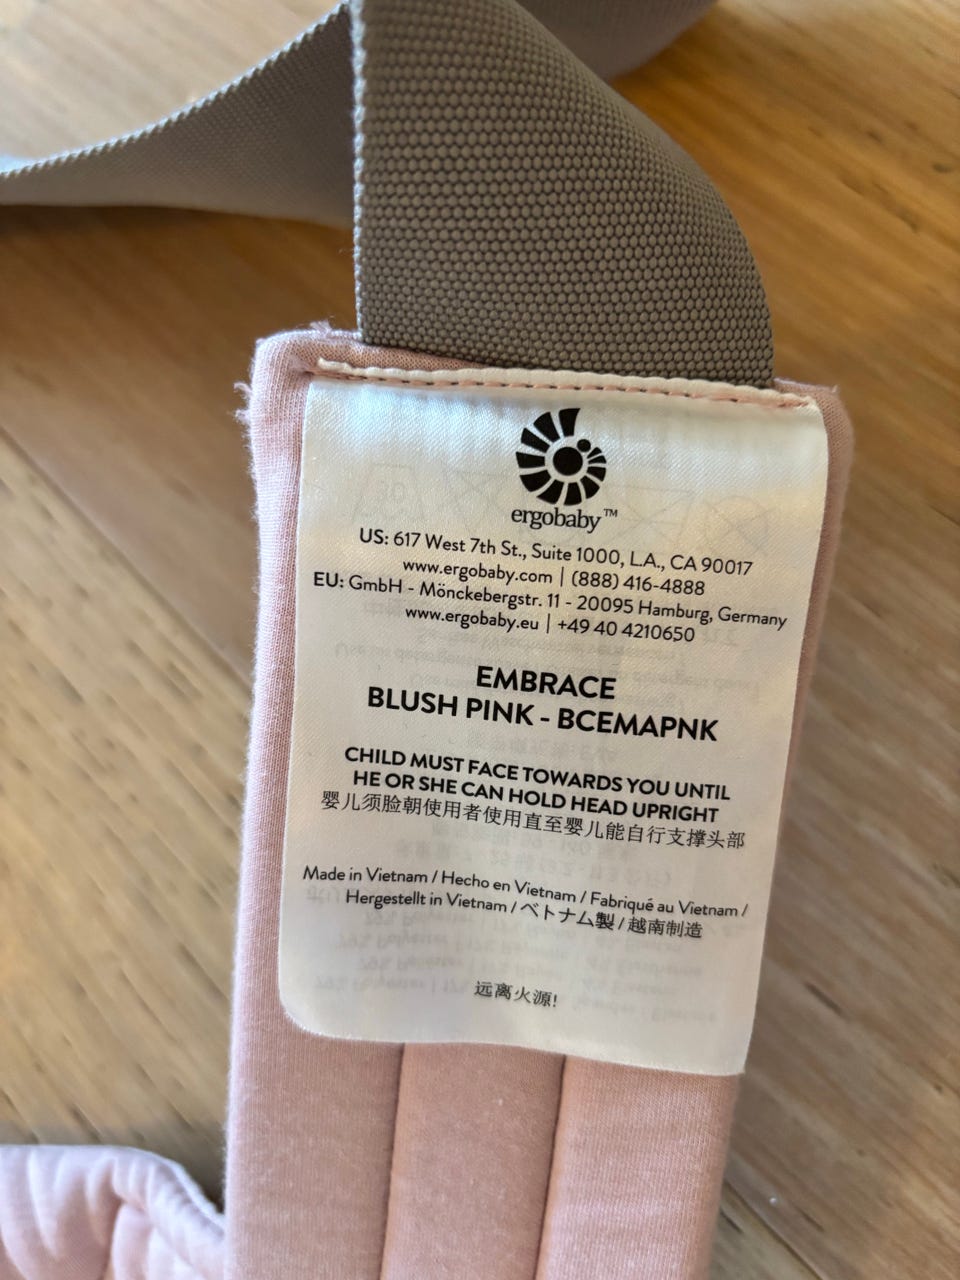 ergobaby™
US: 617 West 7th St., Suite 1000, L.A., CA 90017
www.ergobaby.com | (888) 416-4888
EU: GmbH - Mönckebergstr. 11 - 20095 Hamburg, Germany
www.ergobaby.eu | +49 40 4210650
EMBRACE
BLUSH PINK - BCEMAPNK
CHILD MUST FACE TOWARDS YOU UNTIL
HE OR SHE CAN HOLD HEAD UPRIGHT
婴儿须脸朝使用者使用直至婴儿能自行支撑头部
Made in Vietnam / Hecho en Vietnam / Fabriqué au Vietnam /
Hergestellt in Vietnam / ベトナム製 / 越南制造
远离火源!